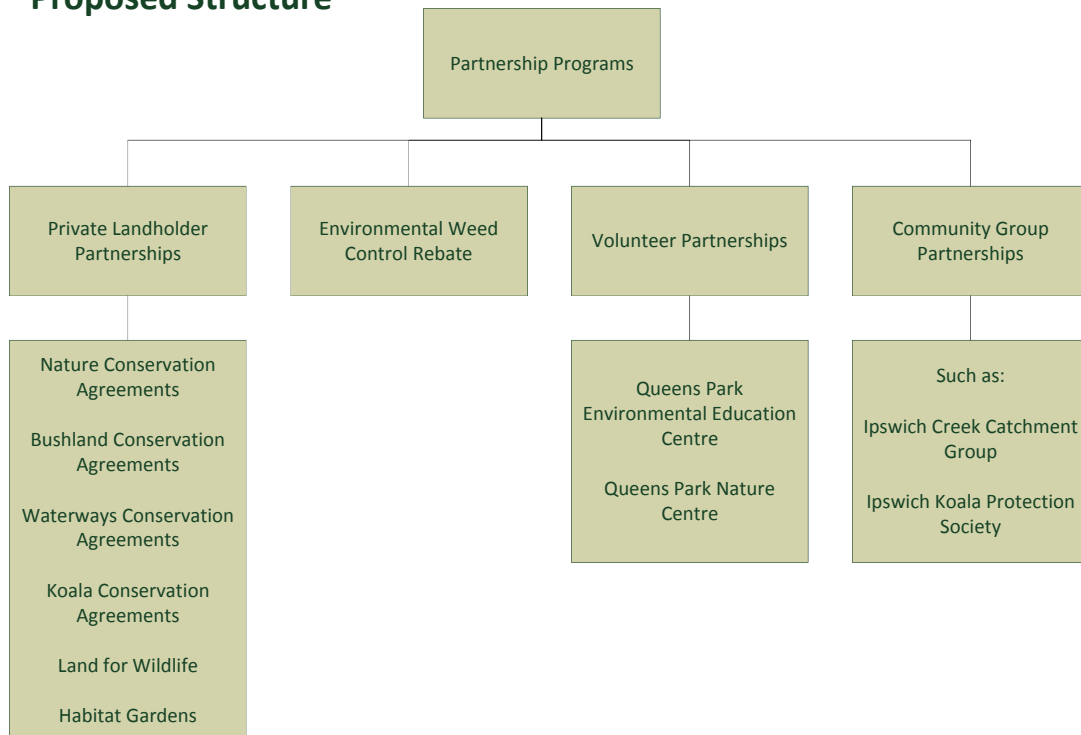 Proposed Structure
Partnership Programs
Private Landholder
Partnerships
Environmental Weed
Control Rebate
Volunteer Partnerships
Community Group
Partnerships
Nature Conservation
Agreements
Bushland Conservation
Agreements
Waterways Conservation
Agreements
Koala Conservation
Agreements
Land for Wildlife
Habitat Gardens
Queens Park
Environmental Education
Centre
Queens Park Nature
Centre
Such as:
Ipswich Creek Catchment
Group
Ipswich Koala Protection
Society